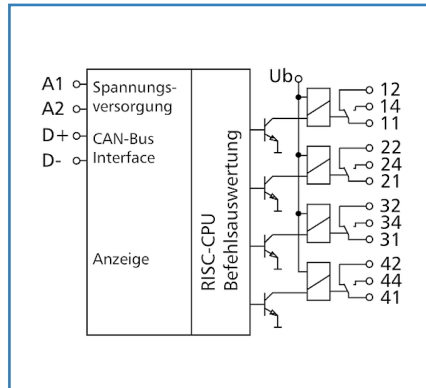 A1
A2
D+
D-
Spannungs-
versorgung
CAN-Bus
Interface
Anzeige
RISC-CPU
Befehlsauswertung
Ub
12
14
11
22
24
21
32
34
31
42
44
41